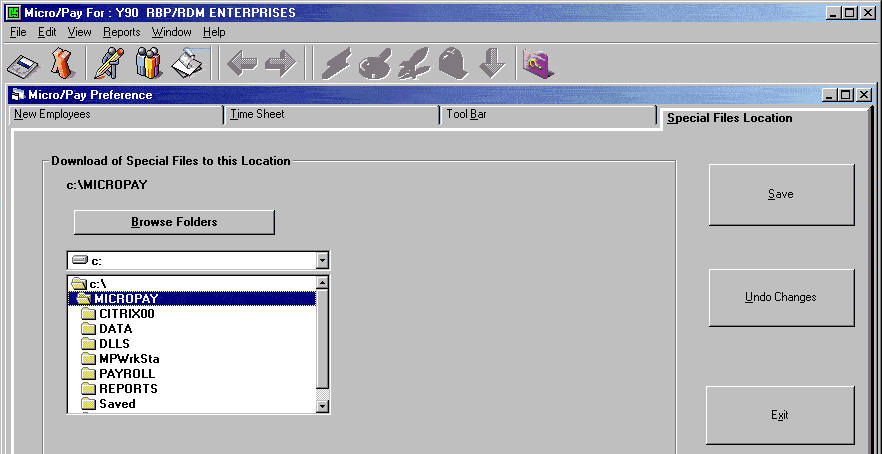 Micro/Pay For : Y90 RBP/RDM ENTERPRISES
File Edit View Reports Window Help
Micro/Pay Preference
New Employees Time Sheet Tool Bar Special Files Location
Download of Special Files to this Location
c:\MICROPAY
Browse Folders
c:
c:\
MICROPAY
CITRIX00
DATA
DLLS
MPWrkSta
PAYROLL
REPORTS
Saved
Save
Undo Changes
Exit